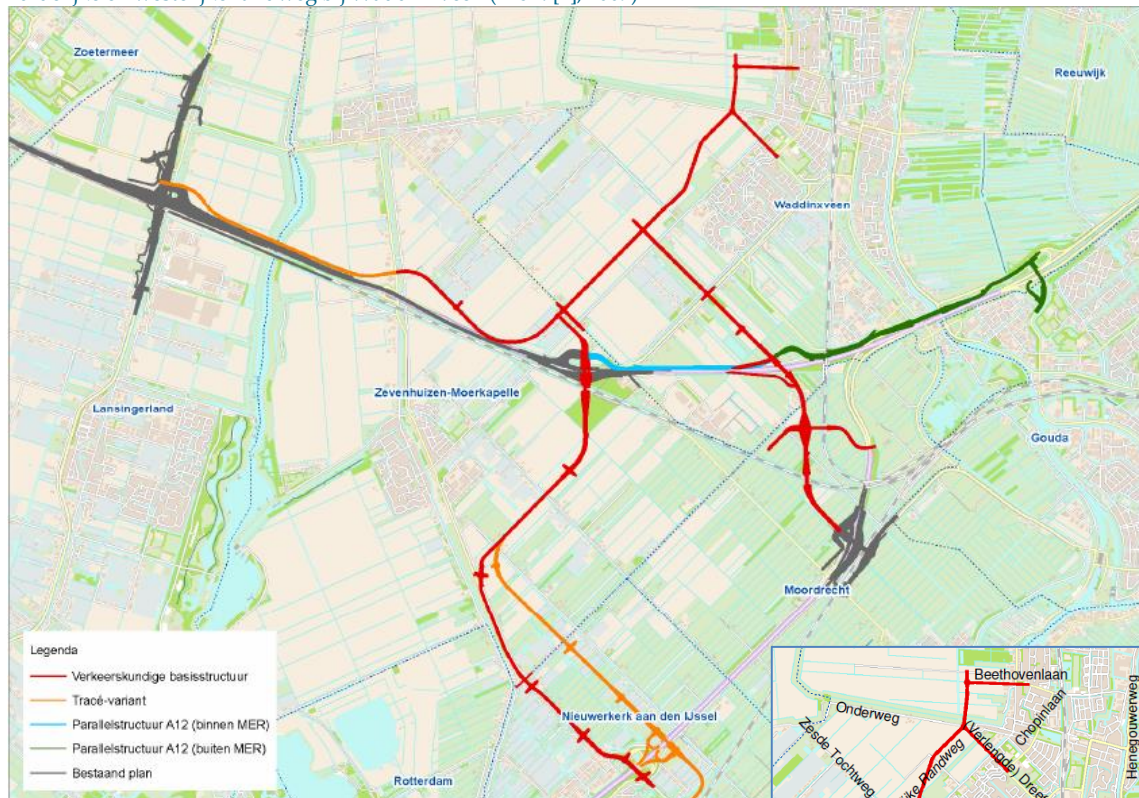 Zoetermeer
Reeuwijk
Waddinxveen
Zevenhuizen-Moerkapelle
Lansingerland
Gouda
Moordrecht
Nieuwerkerk aan den IJssel
Rotterdam
Legenda
Verkeerskundige basisstructuur
Tracé-variant
Parallelstructuur A12 (binnen MER)
Parallelstructuur A12 (buiten MER)
Bestaand plan
Beethovenlaan
Onderweg
Chopinlaan
Henegouwerweg
Zesde Tochtweg
Randweg
(Verlengde)